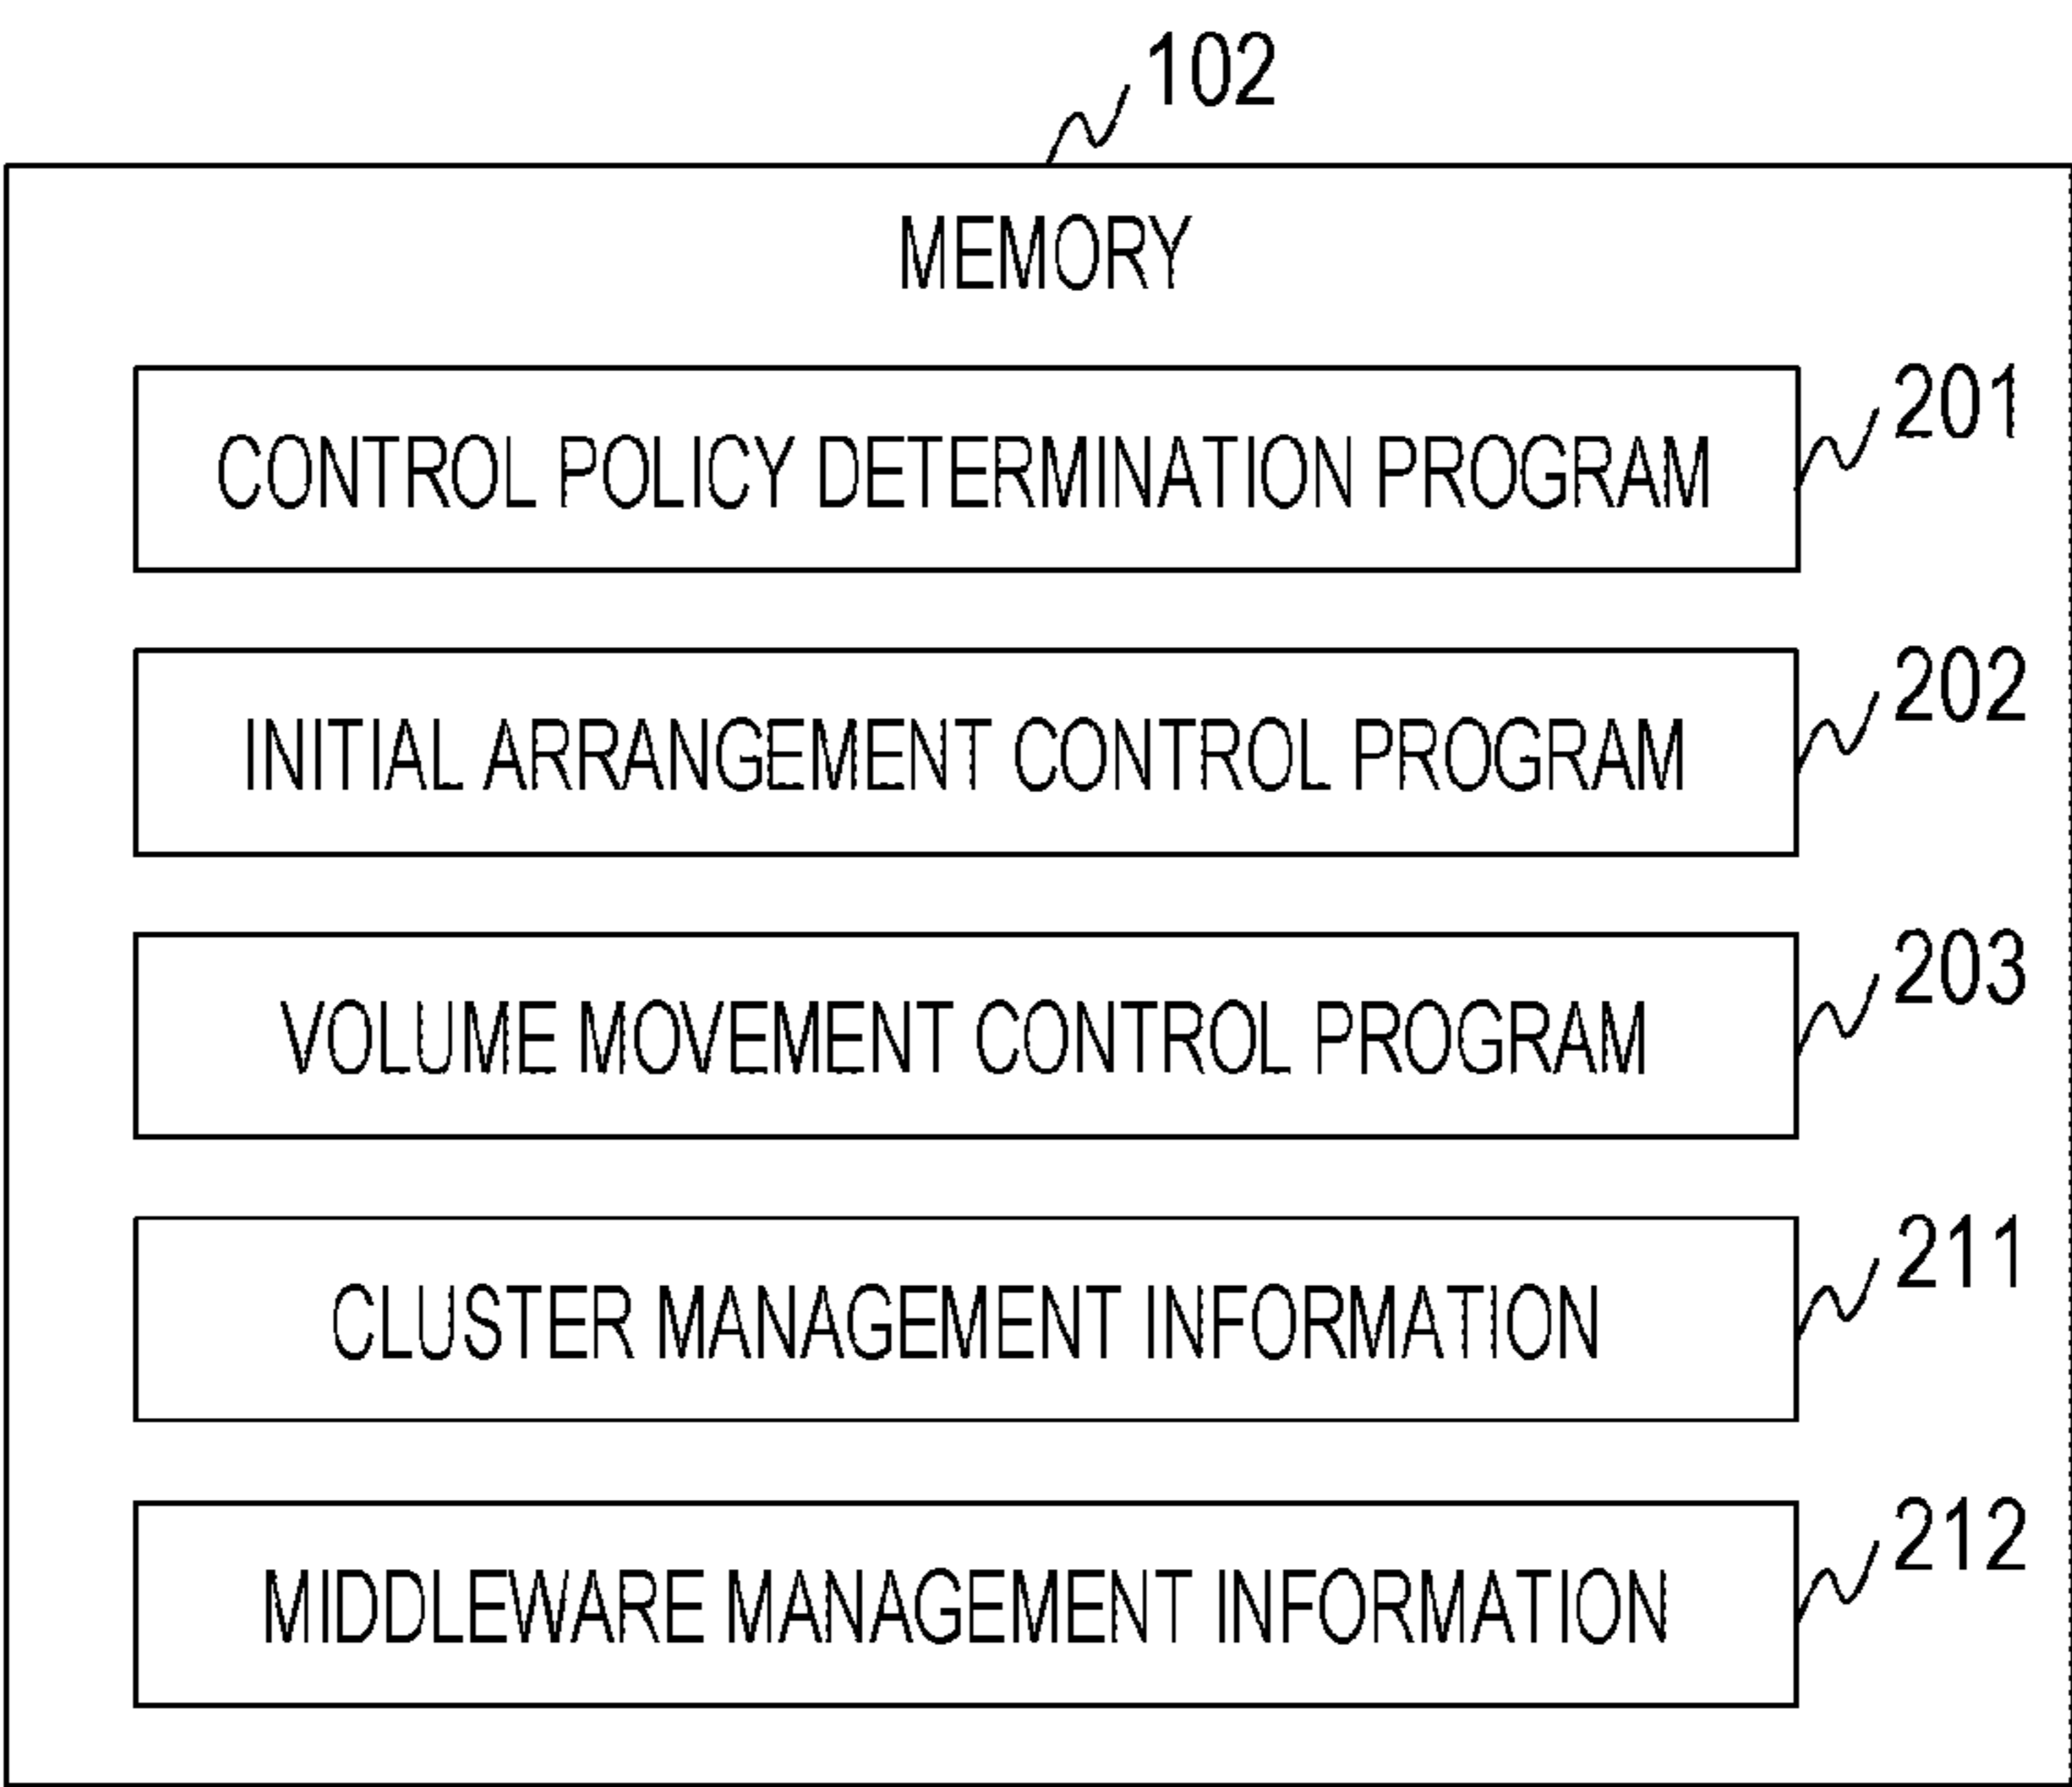 102
MEMORY
CONTROL POLICY DETERMINATION PROGRAM
201
INITIAL ARRANGEMENT CONTROL PROGRAM
202
VOLUME MOVEMENT CONTROL PROGRAM
203
CLUSTER MANAGEMENT INFORMATION
211
MIDDLEWARE MANAGEMENT INFORMATION
212